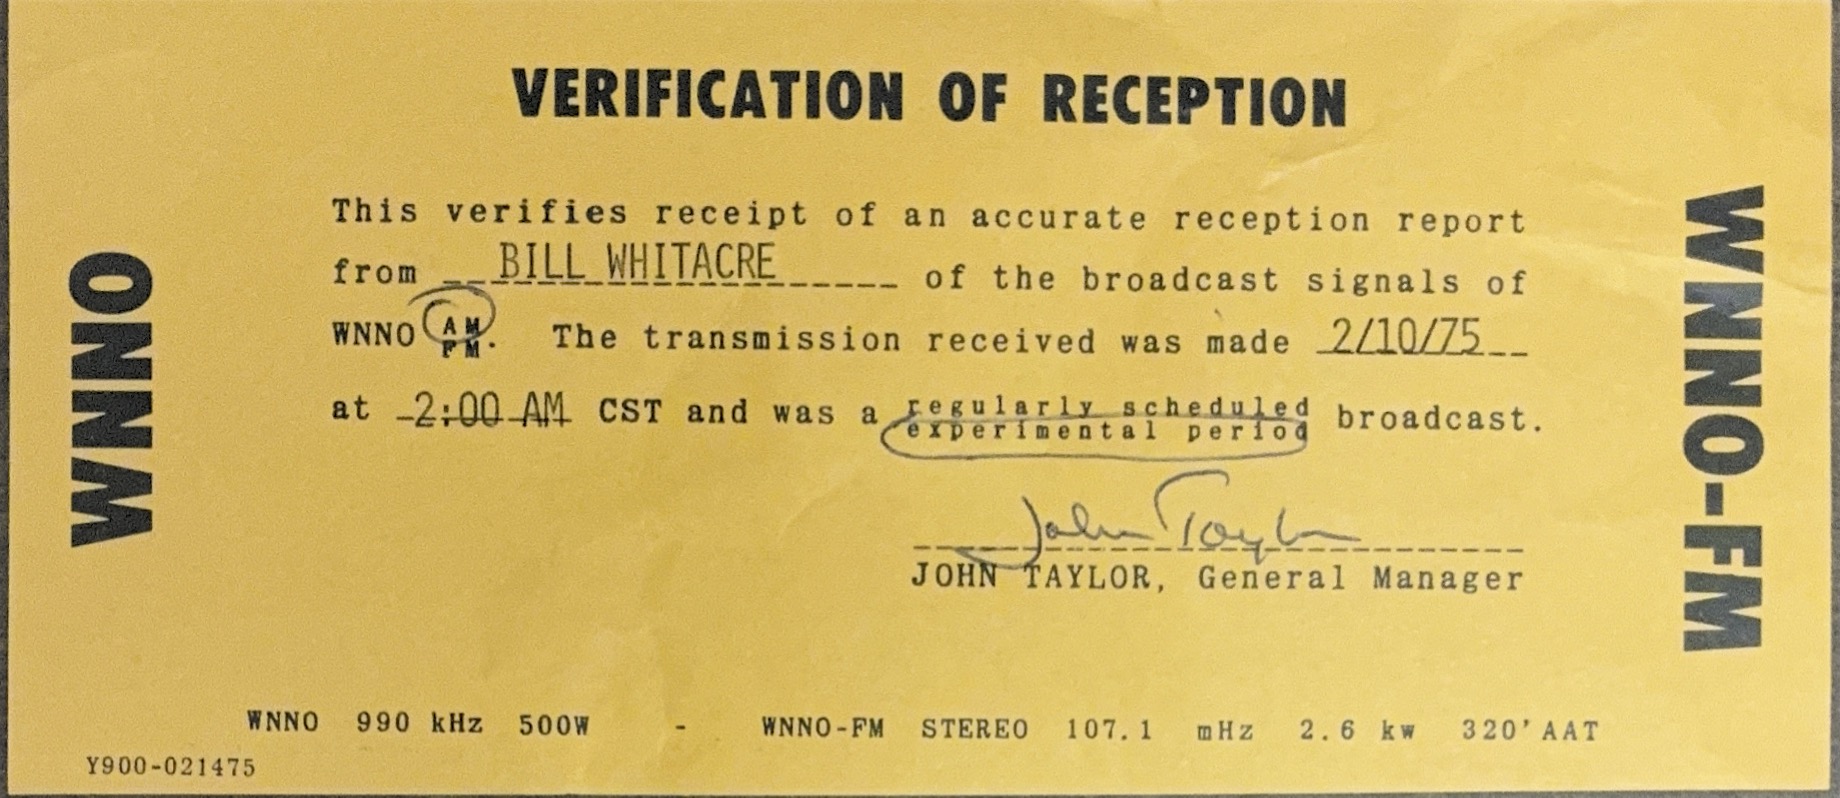 VERIFICATION OF RECEPTION
This verifies receipt of an accurate reception report
from BILL WHITACRE of the broadcast signals of
WNNO AM
FM. The transmission received was made 2/10/75
at 2:00 AM CST and was a regularly scheduled
experimental period broadcast.
John Taylor
JOHN TAYLOR, General Manager
WNNO
WNNO-FM
WNNO 990 kHz 500W - WNNO-FM STEREO 107.1 mHz 2.6 kw 320'AAT
Y900-021475